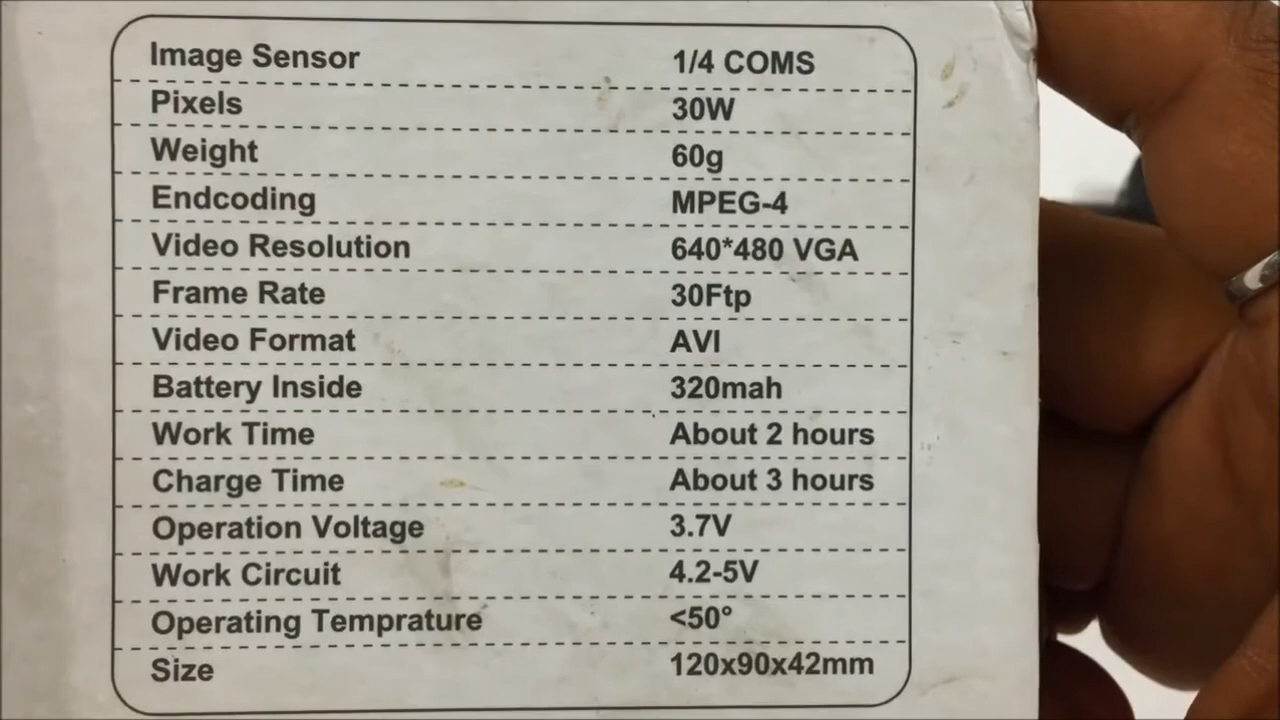 Image Sensor 1/4 COMS
Pixels 30W
Weight 60g
Endcoding MPEG-4
Video Resolution 640*480 VGA
Frame Rate 30Ftp
Video Format AVI
Battery Inside 320mah
Work Time About 2 hours
Charge Time About 3 hours
Operation Voltage 3.7V
Work Circuit 4.2-5V
Operating Temprature <50°
Size 120x90x42mm